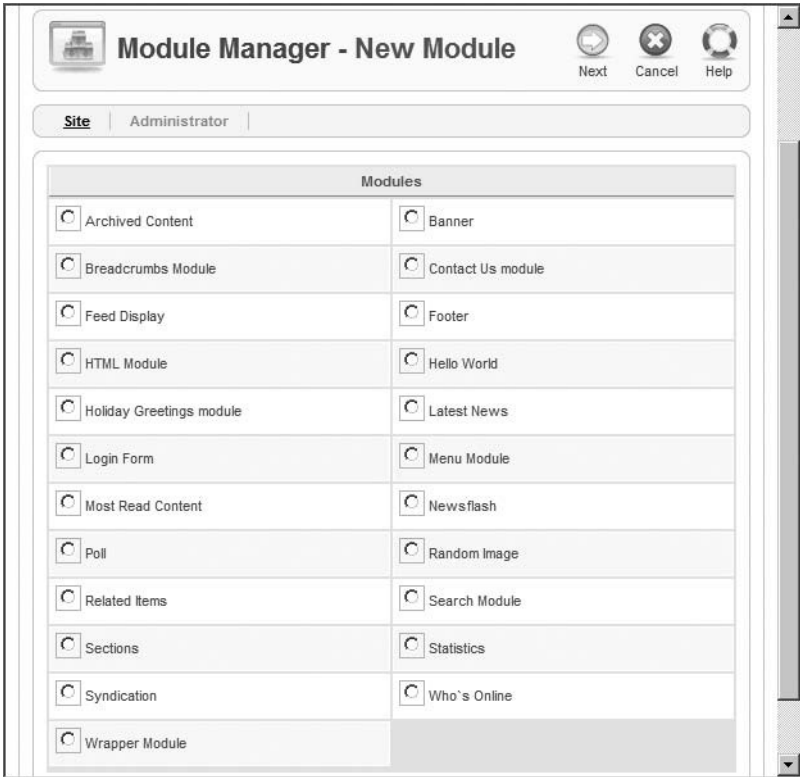 Module Manager - New Module
Next Cancel Help
Site Administrator
Modules
Archived Content Banner
Breadcrumbs Module Contact Us module
Feed Display Footer
HTML Module Hello World
Holiday Greetings module Latest News
Login Form Menu Module
Most Read Content Newsflash
Poll Random Image
Related Items Search Module
Sections Statistics
Syndication Who`s Online
Wrapper Module